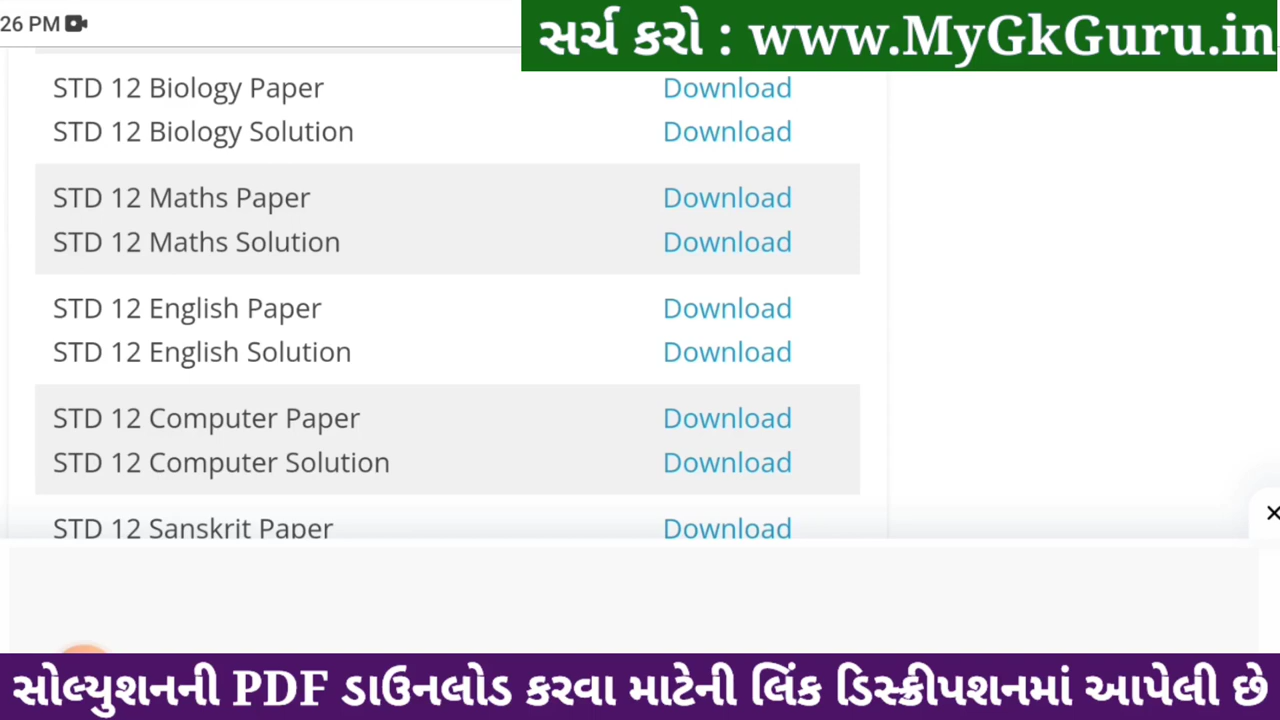 26 PM
સર્ચ કરો : www.MyGkGuru.in
STD 12 Biology Paper Download
STD 12 Biology Solution Download
STD 12 Maths Paper Download
STD 12 Maths Solution Download
STD 12 English Paper Download
STD 12 English Solution Download
STD 12 Computer Paper Download
STD 12 Computer Solution Download
STD 12 Sanskrit Paper Download
સોલ્યુશનની PDF ડાઉનલોડ કરવા માટેની લિંક ડિસ્ક્રીપશનમાં આપેલી છે